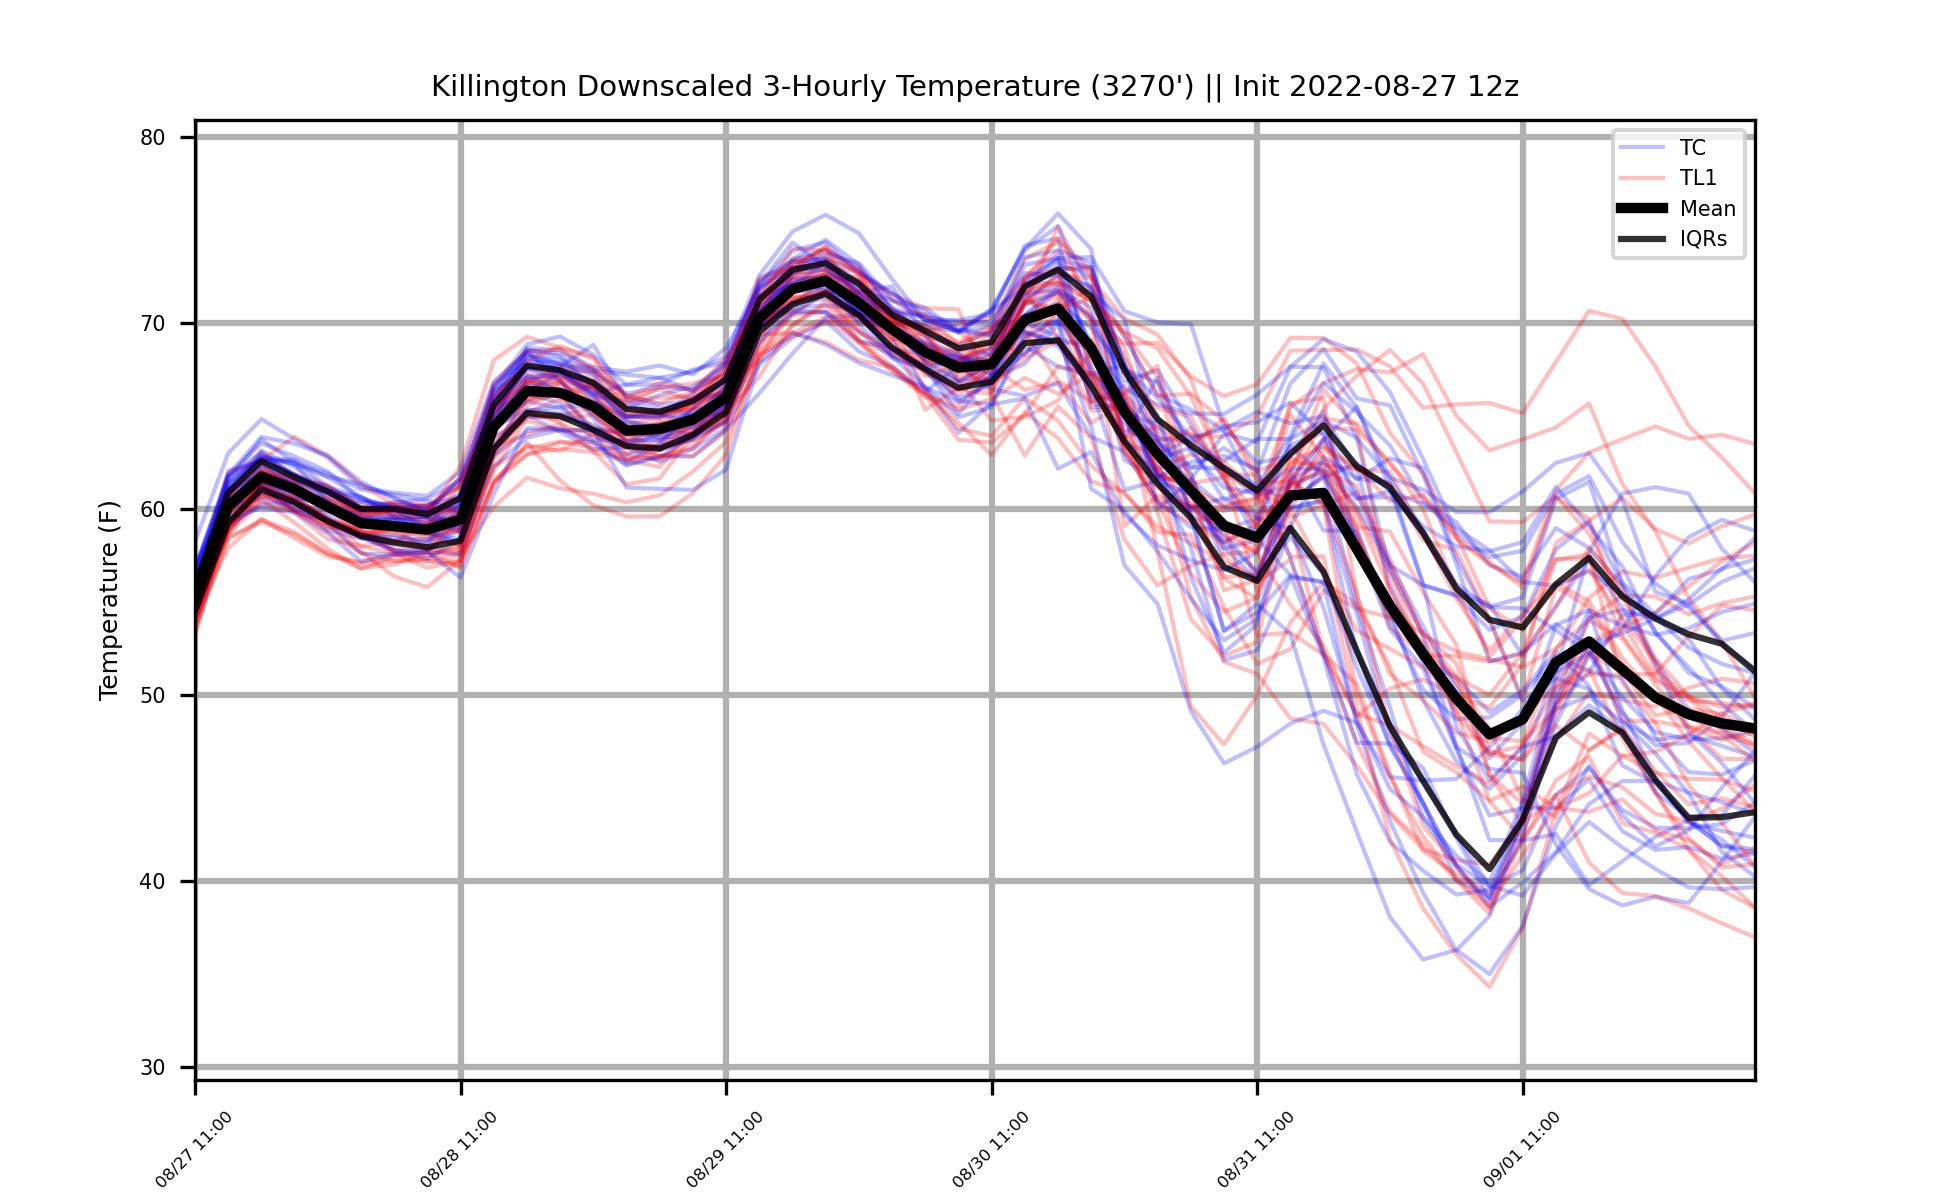 Killington Downscaled 3-Hourly Temperature (3270') || Init 2022-08-27 12z
TC
TL1
Mean
IQRs
Temperature (F)
80
70
60
50
40
30
08/27 11:00
08/28 11:00
08/29 11:00
08/30 11:00
08/31 11:00
09/01 11:00